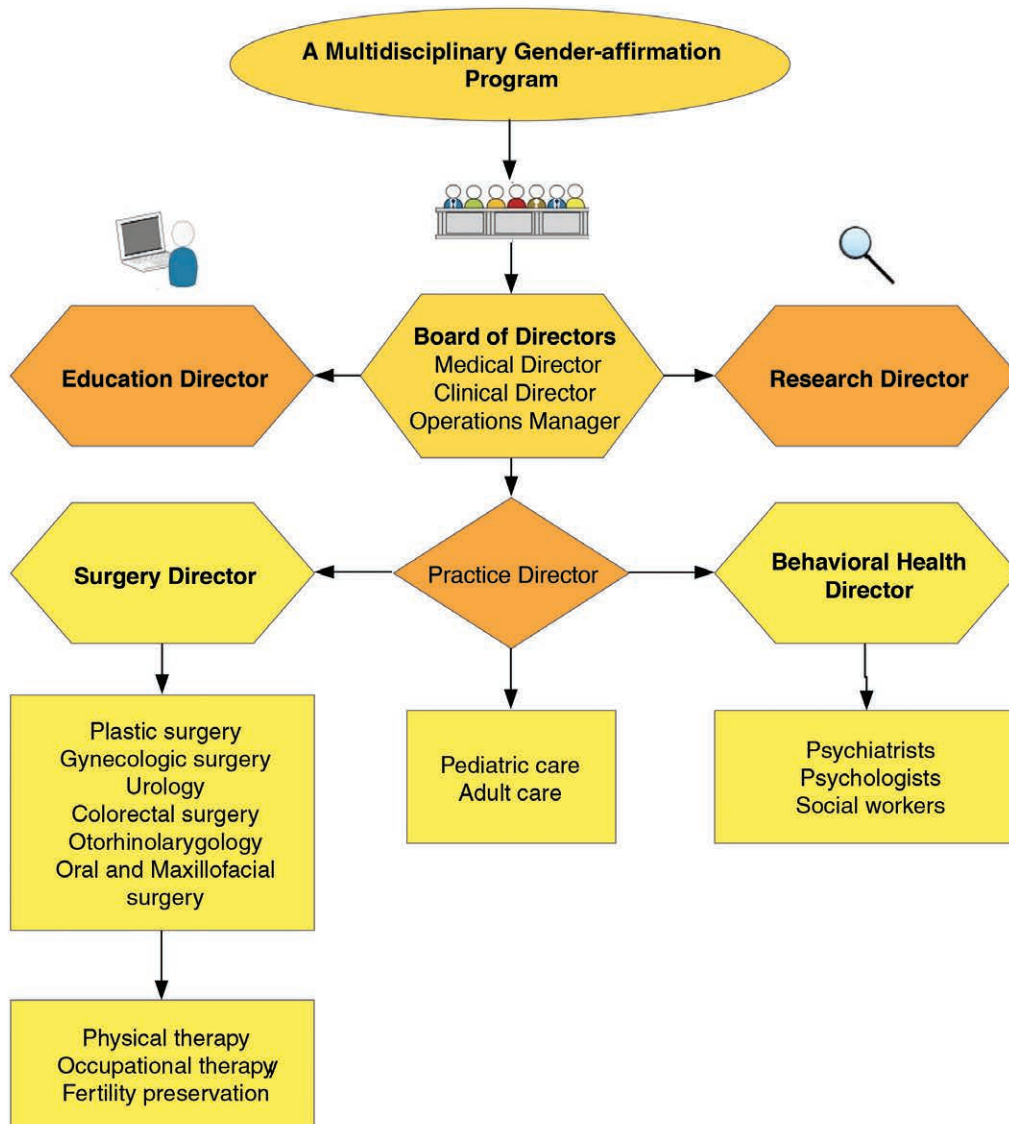 A Multidisciplinary Gender-affirmation
Program
Board of Directors
Medical Director
Clinical Director
Operations Manager
Education Director
Research Director
Surgery Director
Practice Director
Behavioral Health
Director
Plastic surgery
Gynecologic surgery
Urology
Colorectal surgery
Otorhinolarygology
Oral and Maxillofacial
surgery
Pediatric care
Adult care
Psychiatrists
Psychologists
Social workers
Physical therapy
Occupational therapy//
Fertility preservation